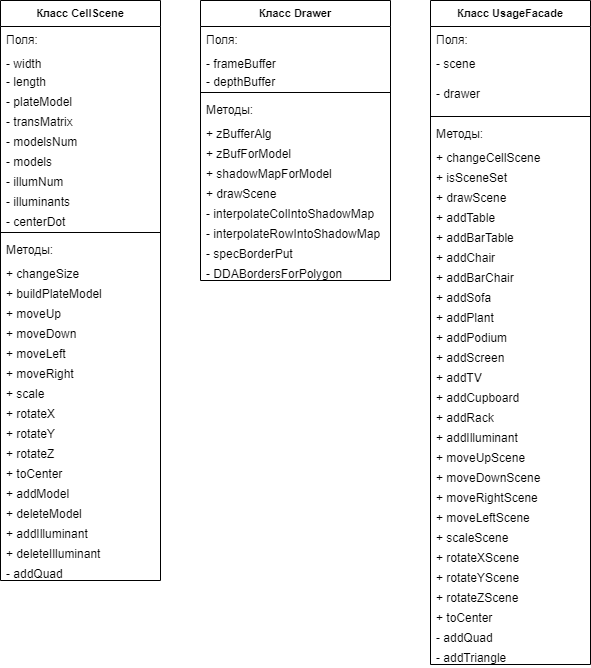 Класс CellScene
Поля:
- width
- length
- plateModel
- transMatrix
- modelsNum
- models
- illumNum
- illuminants
- centerDot
Методы:
+ changeSize
+ buildPlateModel
+ moveUp
+ moveDown
+ moveLeft
+ moveRight
+ scale
+ rotateX
+ rotateY
+ rotateZ
+ toCenter
+ addModel
+ deleteModel
+ addIlluminant
+ deleteIlluminant
- addQuad
Класс Drawer
Поля:
- frameBuffer
- depthBuffer
Методы:
+ zBufferAlg
+ zBufForModel
+ shadowMapForModel
+ drawScene
- interpolateColIntoShadowMap
- interpolateRowIntoShadowMap
- specBorderPut
- DDABordersForPolygon
Класс UsageFacade
Поля:
- scene
- drawer
Методы:
+ changeCellScene
+ isSceneSet
+ drawScene
+ addTable
+ addBarTable
+ addChair
+ addBarChair
+ addSofa
+ addPlant
+ addPodium
+ addScreen
+ addTV
+ addCupboard
+ addRack
+ addIlluminant
+ moveUpScene
+ moveDownScene
+ moveRightScene
+ moveLeftScene
+ scaleScene
+ rotateXScene
+ rotateYScene
+ rotateZScene
+ toCenter
- addQuad
- addTriangle